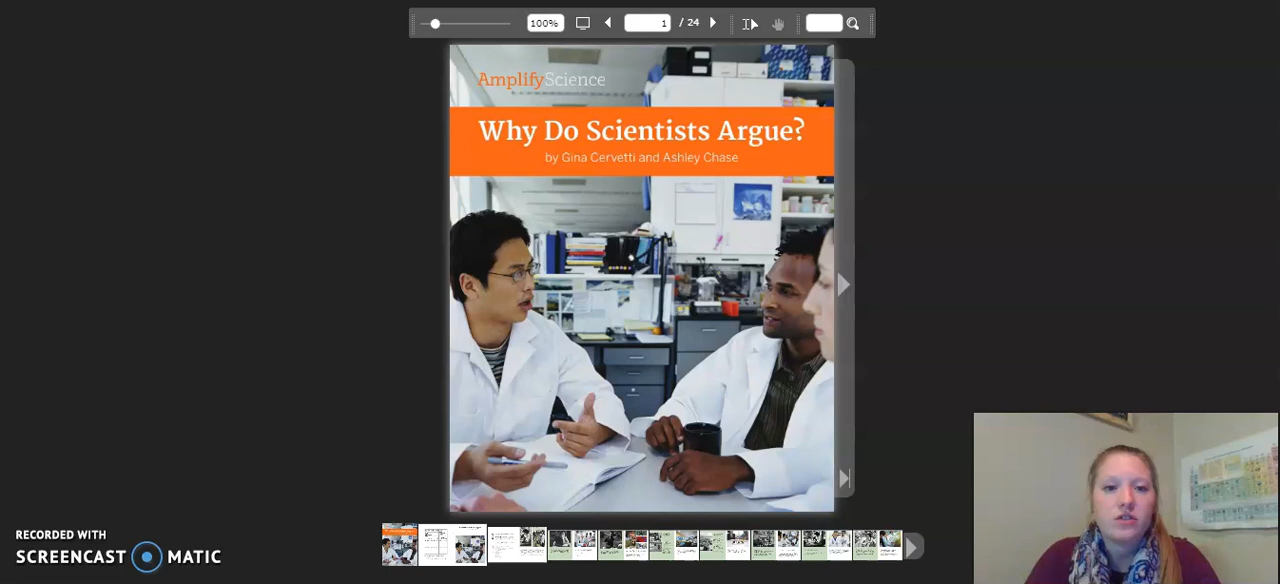 100%
1
/ 24
AmplifyScience
Why Do Scientists Argue?
by Gina Cervetti and Ashley Chase
RECORDED WITH
SCREENCAST MATIC